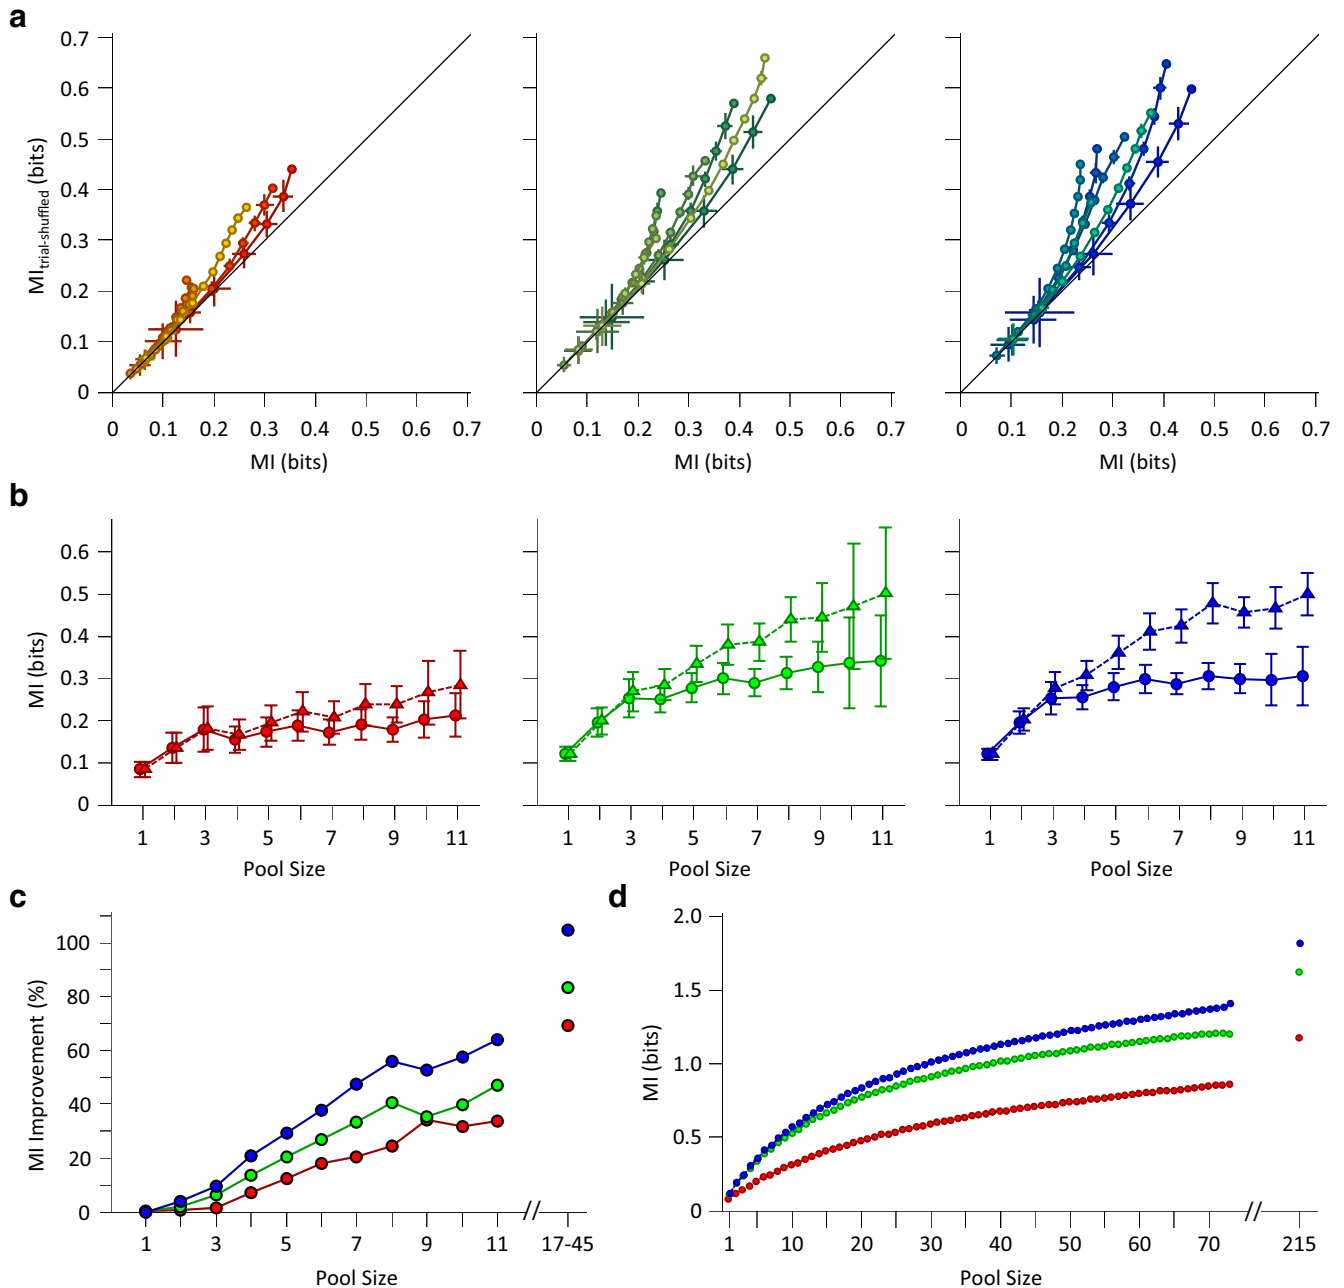 a
0.7
0.6
0.5
0.4
0.3
0.2
0.1
0
MItrial-shuffled (bits)
0 0.1 0.2 0.3 0.4 0.5 0.6 0.7
0 0.1 0.2 0.3 0.4 0.5 0.6 0.7
0 0.1 0.2 0.3 0.4 0.5 0.6 0.7
MI (bits)
MI (bits)
MI (bits)
b
0.6
0.5
0.4
0.3
0.2
0.1
0
MI (bits)
1 3 5 7 9 11
1 3 5 7 9 11
1 3 5 7 9 11
Pool Size
Pool Size
Pool Size
c
100
80
60
40
20
0
MI Improvement (%)
1 3 5 7 9 11 // 17-45
Pool Size
d
2.0
1.5
1.0
0.5
0
MI (bits)
1 10 20 30 40 50 60 70 // 215
Pool Size